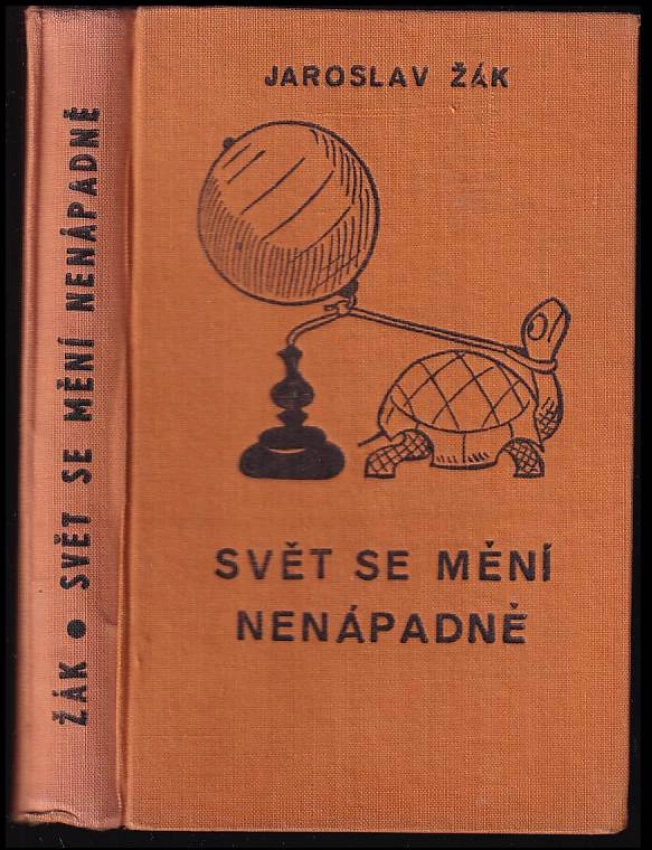 ŽÁK • SVĚT SE MĚNÍ NENÁPADNĚ
JAROSLAV ŽÁK
SVĚT SE MĚNÍ
NENÁPADNĚ